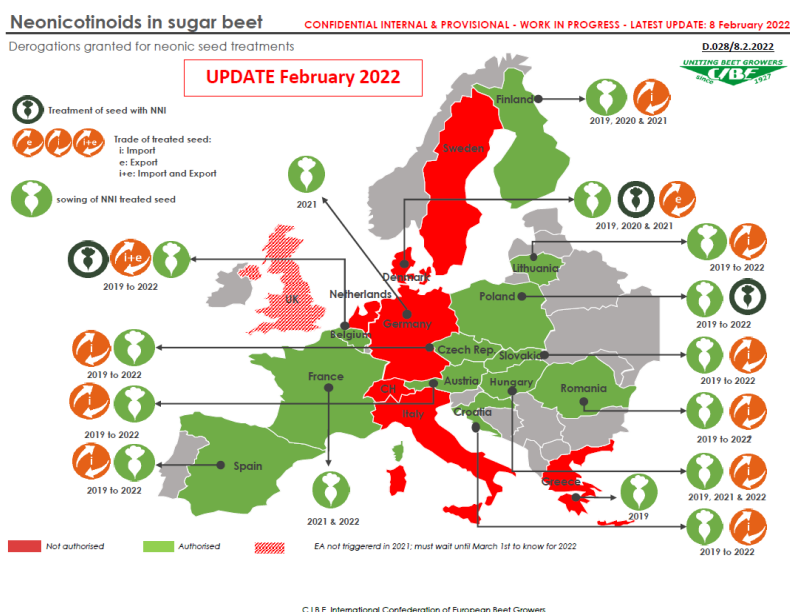 Neonicotinoids in sugar beet
CONFIDENTIAL INTERNAL & PROVISIONAL - WORK IN PROGRESS - LATEST UPDATE: 8 February 2022
Derogations granted for neonic seed treatments
D.028/8.2.2022
UNITING BEET GROWERS
CIBE
since 1927
UPDATE February 2022
Treatment of seed with NNI
e i i+e
Trade of treated seed:
i: Import
e: Export
i+e: Import and Export
sowing of NNI treated seed
Finland
2019, 2020 & 2021
Sweden
2021
e
2019, 2020 & 2021
Denmark
i+e
2019 to 2022
Lithuania
2019 to 2022
Netherlands
UK
Poland
2019 to 2022
Germany
Belgium
Czech Rep.
Slovakia
2019 to 2022
2019 to 2022
France
CH
Austria
Hungary
Romania
2019 to 2022
Italy
Croatia
2019 to 2022
2019 to 2022
Spain
Greece
2019, 2021 & 2022
2021 & 2022
2019
2019 to 2022
Not authorised
Authorised
EA not triggererd in 2021; must wait until March 1st to know for 2022
C.I.B.E. International Confederation of European Beet Growers